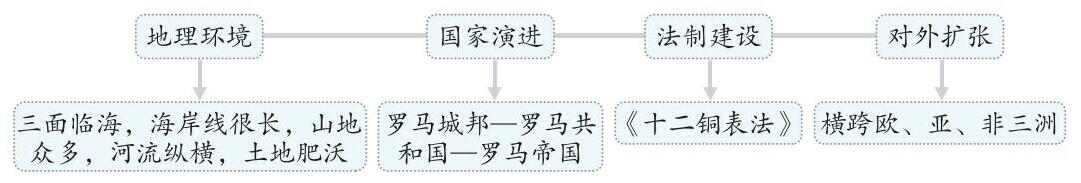 地理环境
国家演进
法制建设
对外扩张
三面临海，海岸线很长，山地
众多，河流纵横，土地肥沃
罗马城邦—罗马共
和国—罗马帝国
《十二铜表法》
横跨欧、亚、非三洲